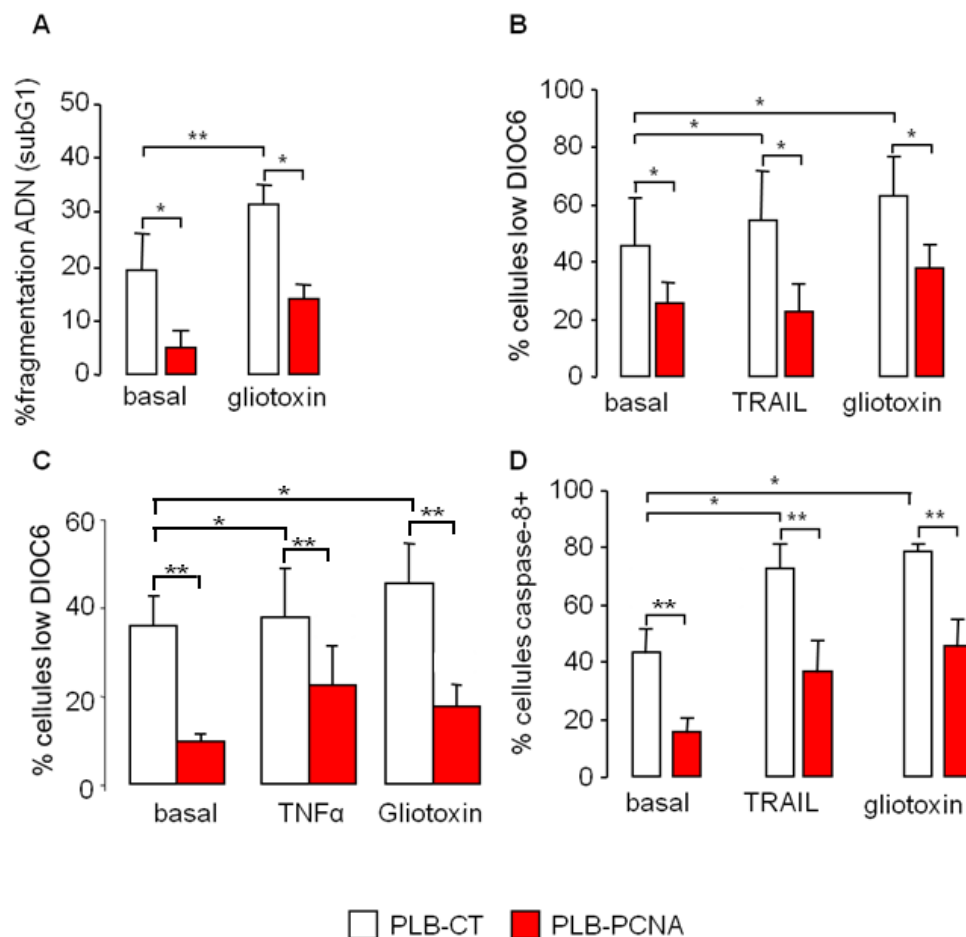 A
%fragmentation ADN (subG1)
50
40
30
20
10
0
**
*
*
basal
gliotoxin
B
% cellules low DIOC6
100
80
60
40
20
0
*
*
*
*
*
basal
TRAIL
gliotoxin
C
% cellules low DIOC6
60
40
20
0
*
*
**
**
**
basal
TNFα
Gliotoxin
D
% cellules caspase-8+
100
80
60
40
20
0
*
*
**
**
**
basal
TRAIL
gliotoxin
PLB-CT PLB-PCNA